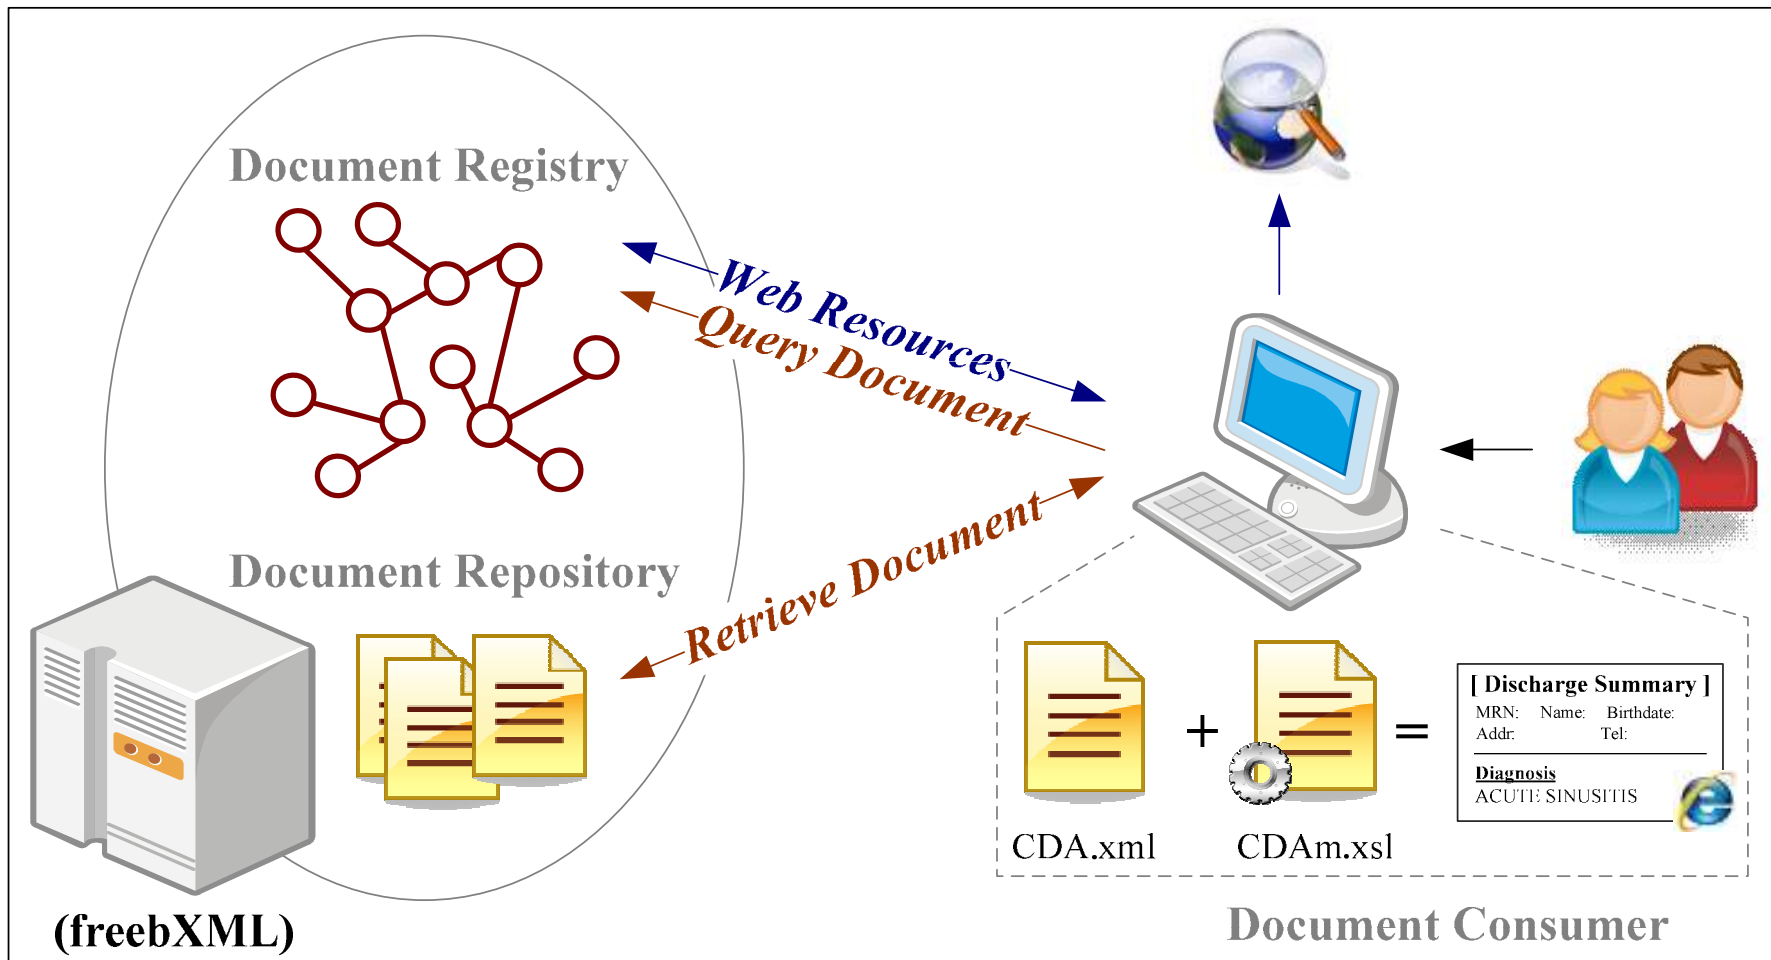 Document Registry
Web Resources
Query Document
Document Repository
Retrieve Document
[ Discharge Summary ]
MRN: Name: Birthdate:
Addr: Tel:
Diagnosis
ACUTE SINUSITIS
+ =
CDA.xml CDAm.xsl
(freebXML)
Document Consumer